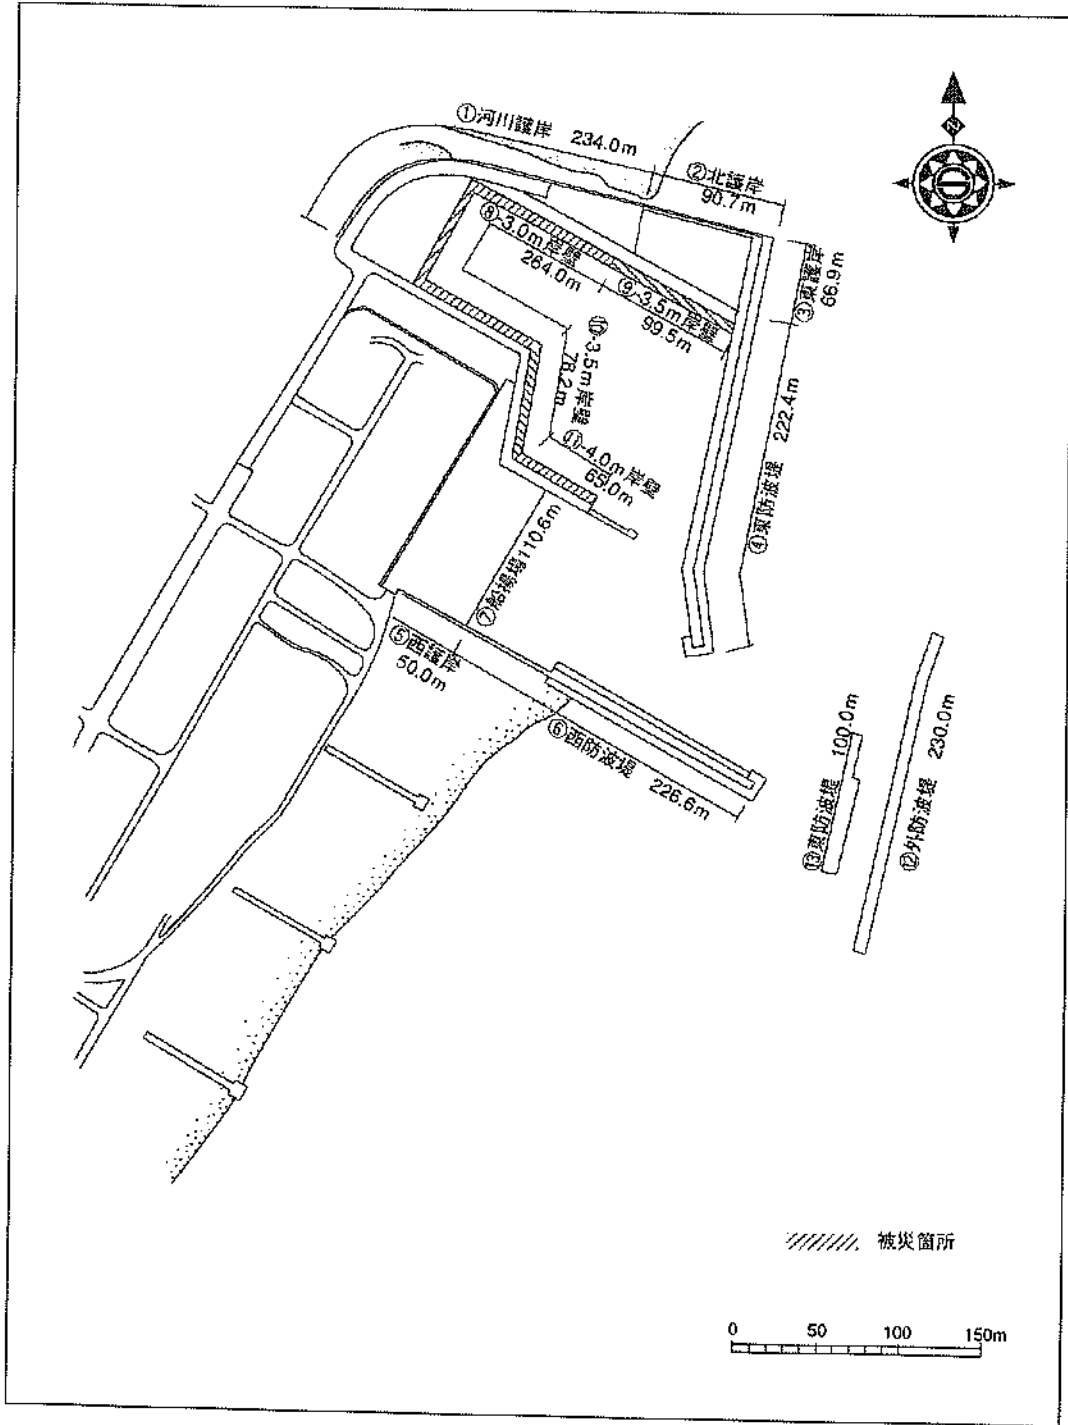 ①河川護岸 234.0m
②北護岸
90.7m
③東護岸
66.9m
⑧-3.0m岸壁
264.0m
⑨-3.5m岸壁
99.5m
⑩-3.5m岸壁
78.2m
⑪-4.0m岸壁
65.0m
④東防波堤 222.4m
⑦船揚場110.6m
⑤西護岸
50.0m
⑥西防波堤 226.6m
⑬東防波堤 100.0m
⑫外防波堤 230.0m
被災箇所
0 50 100 150m